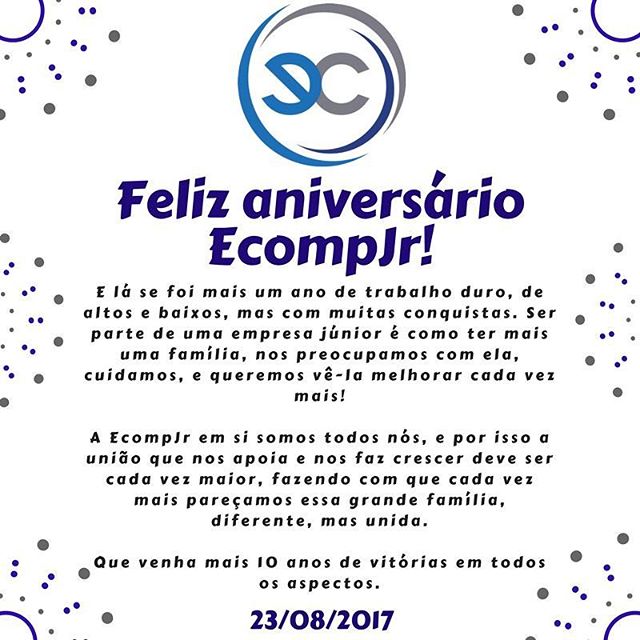 ec
Feliz aniversário
EcompJr!
E lá se foi mais um ano de trabalho duro, de
altos e baixos, mas com muitas conquistas. Ser
parte de uma empresa júnior é como ter mais
uma família, nos preocupamos com ela,
cuidamos, e queremos vê-la melhorar cada vez
mais!
A EcompJr em si somos todos nós, e por isso a
união que nos apoia e nos faz crescer deve ser
cada vez maior, fazendo com que cada vez
mais pareçamos essa grande família,
diferente, mas unida.
Que venha mais 10 anos de vitórias em todos
os aspectos.
23/08/2017